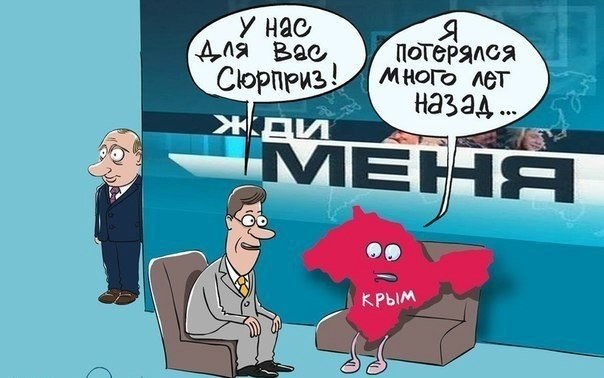 У нас
для Вас
Сюрприз!
Я
потерялся
много лет
назад...
ЖДИ
МЕНЯ
КРЫМ